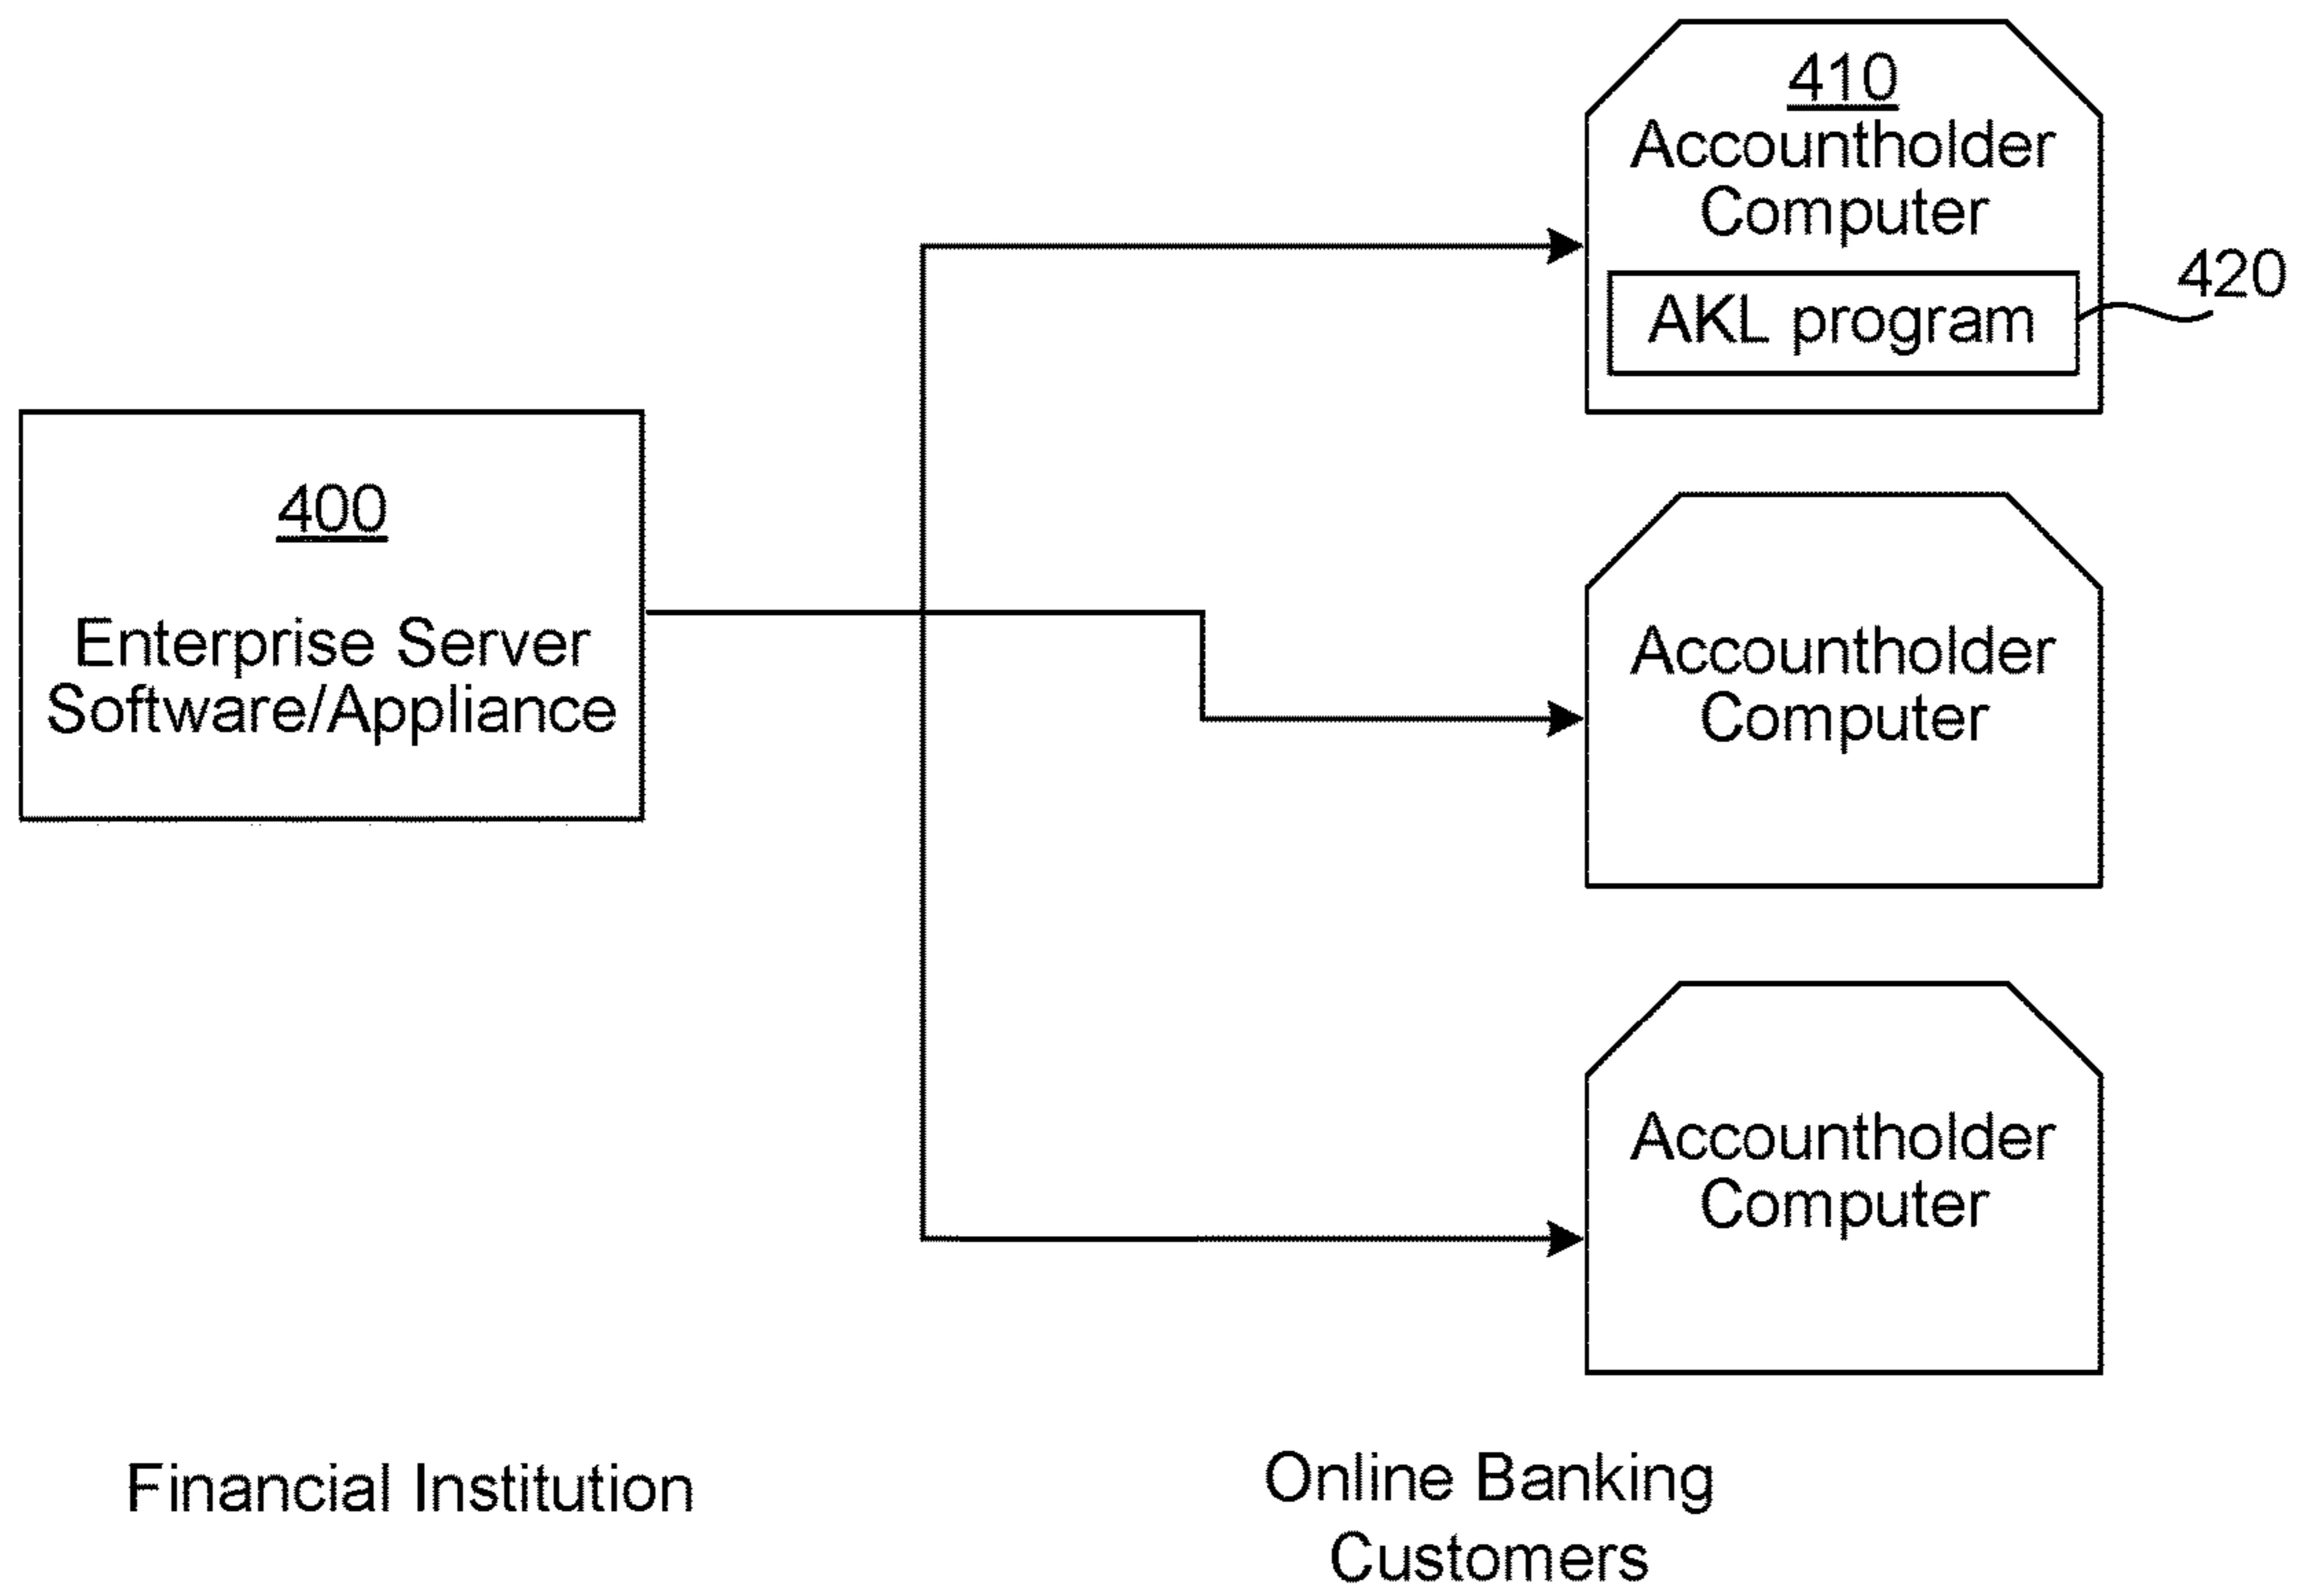 410
Accountholder
Computer
AKL program
420
400
Enterprise Server
Software/Appliance
Accountholder
Computer
Accountholder
Computer
Financial Institution
Online Banking
Customers